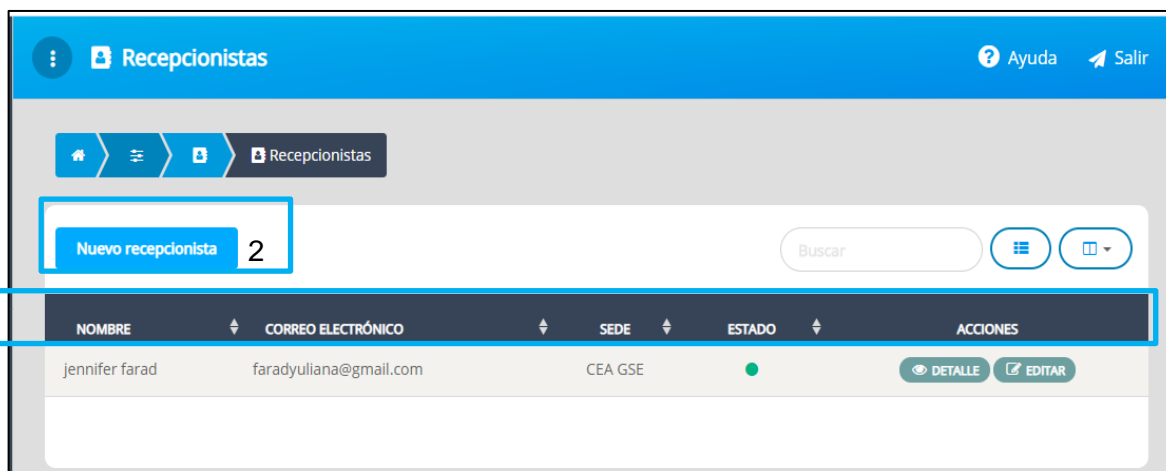 Recepcionistas Ayuda Salir
Recepcionistas
Nuevo recepcionista 2 Buscar
NOMBRE CORREO ELECTRÓNICO SEDE ESTADO ACCIONES
jennifer farad faradyuliana@gmail.com CEA GSE DETALLE EDITAR